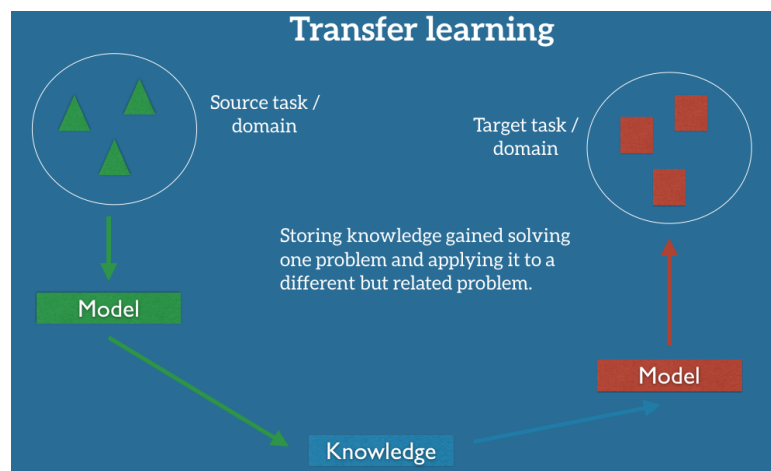 Transfer learning
Source task /
domain
Target task /
domain
Storing knowledge gained solving
one problem and applying it to a
different but related problem.
Model
Model
Knowledge